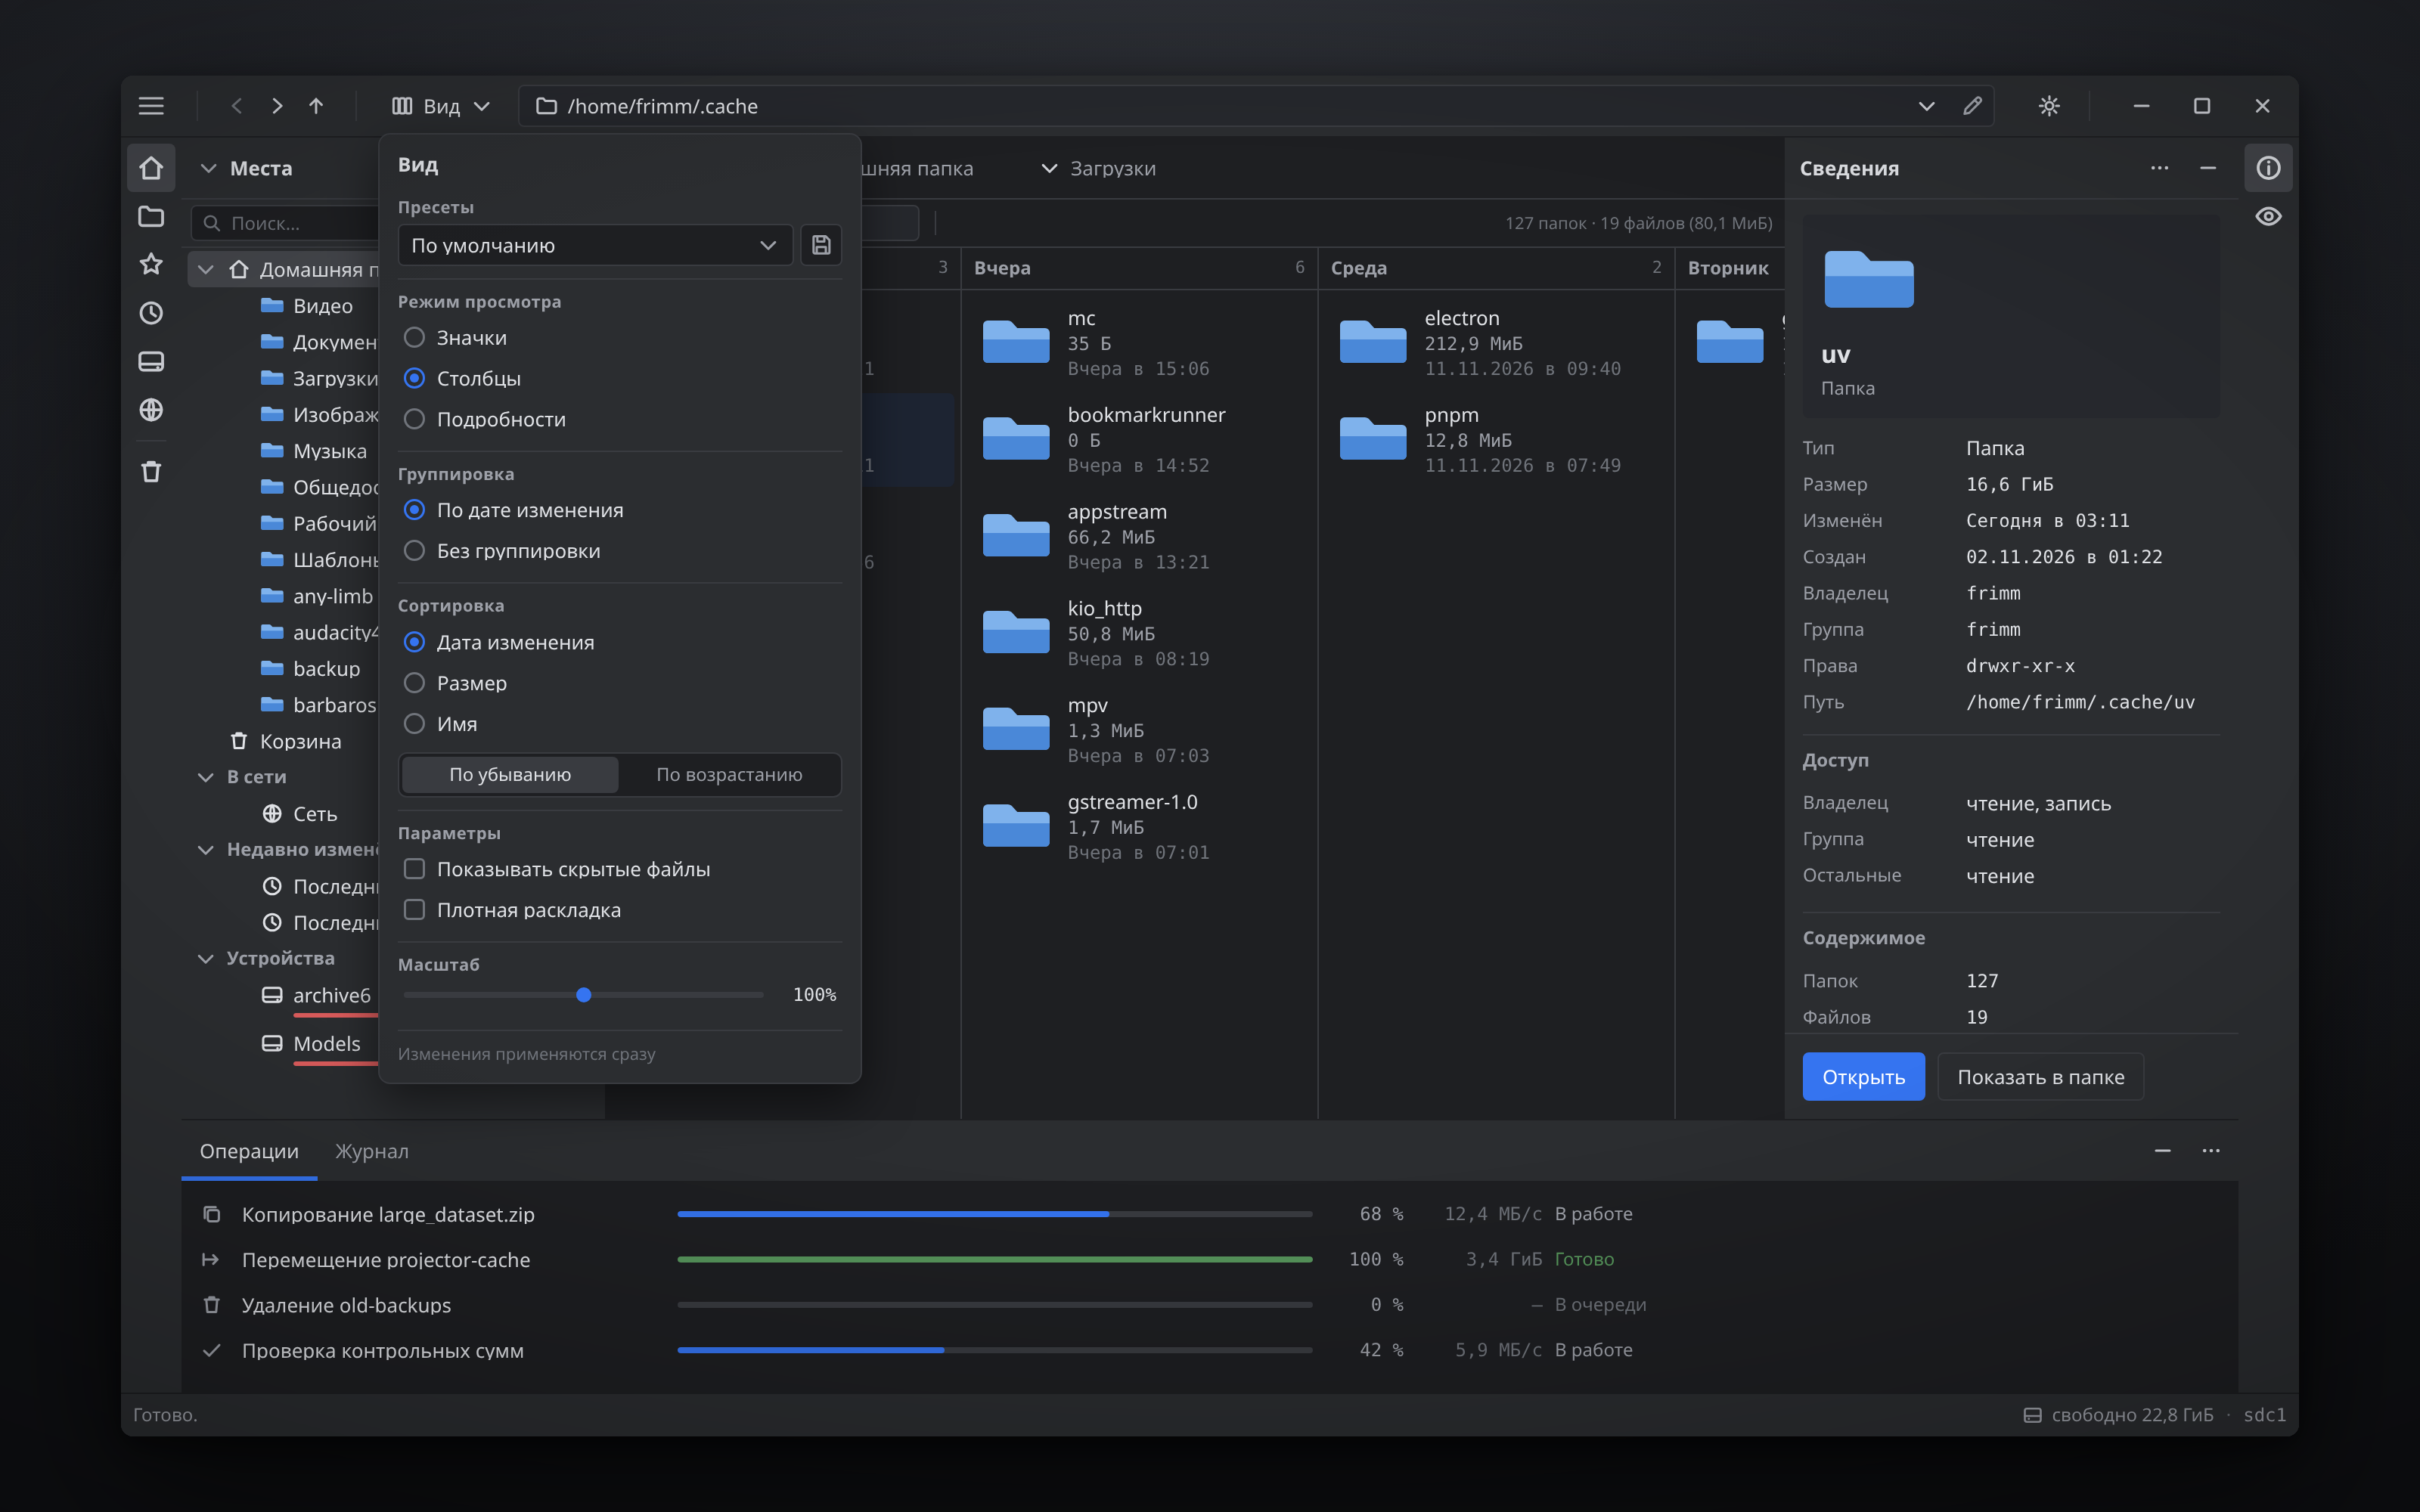 Вид
/home/frimm/.cache
Места
Поиск...
Домашняя п
Видео
Докумен
Загрузки
Изображ
Музыка
Общедос
Рабочий
Шаблоны
any-limb
audacity4
backup
barbaros
Корзина
В сети
Сеть
Недавно изменё
Последн
Последн
Устройства
archive6
Models
Вид
Пресеты
По умолчанию
Режим просмотра
Значки
Столбцы
Подробности
Группировка
По дате изменения
Без группировки
Сортировка
Дата изменения
Размер
Имя
По убыванию По возрастанию
Параметры
Показывать скрытые файлы
Плотная раскладка
Масштаб
100%
Изменения применяются сразу
шняя папка
Загрузки
127 папок · 19 файлов (80,1 МиБ)
3
1
1
6
Вчера 6
mc
35 Б
Вчера в 15:06
bookmarkrunner
0 Б
Вчера в 14:52
appstream
66,2 МиБ
Вчера в 13:21
kio_http
50,8 МиБ
Вчера в 08:19
mpv
1,3 МиБ
Вчера в 07:03
gstreamer-1.0
1,7 МиБ
Вчера в 07:01
Среда 2
electron
212,9 МиБ
11.11.2026 в 09:40
pnpm
12,8 МиБ
11.11.2026 в 07:49
Вторник
Сведения
uv
Папка
Тип Папка
Размер 16,6 ГиБ
Изменён Сегодня в 03:11
Создан 02.11.2026 в 01:22
Владелец frimm
Группа frimm
Права drwxr-xr-x
Путь /home/frimm/.cache/uv
Доступ
Владелец чтение, запись
Группа чтение
Остальные чтение
Содержимое
Папок 127
Файлов 19
Открыть Показать в папке
Операции Журнал
Копирование large_dataset.zip 68 % 12,4 МБ/с В работе
Перемещение projector-cache 100 % 3,4 ГиБ Готово
Удаление old-backups 0 % — В очереди
Проверка контрольных сумм 42 % 5,9 МБ/с В работе
Готово.
свободно 22,8 ГиБ · sdc1